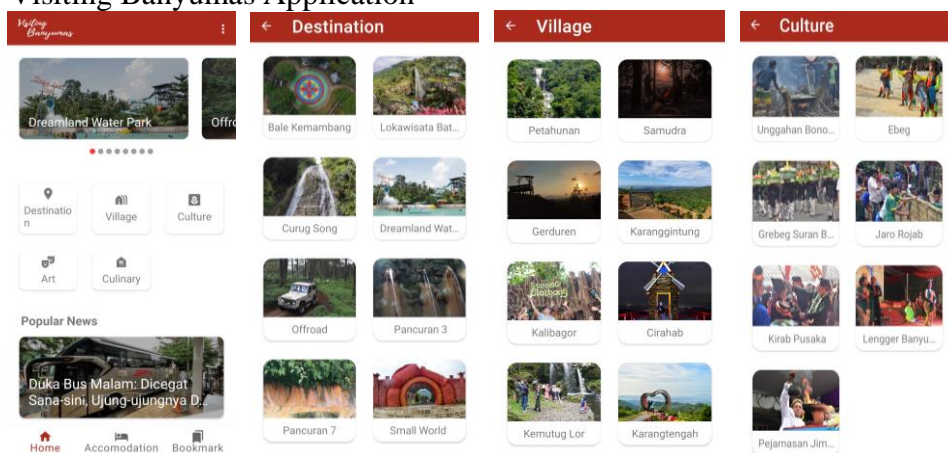 Visiting Banyumas Application
Visiting
Banyumas
Dreamland Water Park
Offro
Destinatio
n
Village
Culture
Art
Culinary
Popular News
Duka Bus Malam: Dicegat
Sana-sini, Ujung-ujungnya D...
Home
Accomodation
Bookmark
Destination
Bale Kemambang
Lokawisata Bat...
Curug Song
Dreamland Wat...
Offroad
Pancuran 3
Pancuran 7
Small World
Village
Petahunan
Samudra
Gerduren
Karanggintung
Kalibagor
Cirahab
Kemutug Lor
Karangtengah
Culture
Unggahan Bono...
Ebeg
Grebeg Suran B...
Jaro Rojab
Kirab Pusaka
Lengger Banyu...
Pejamasan Jim...